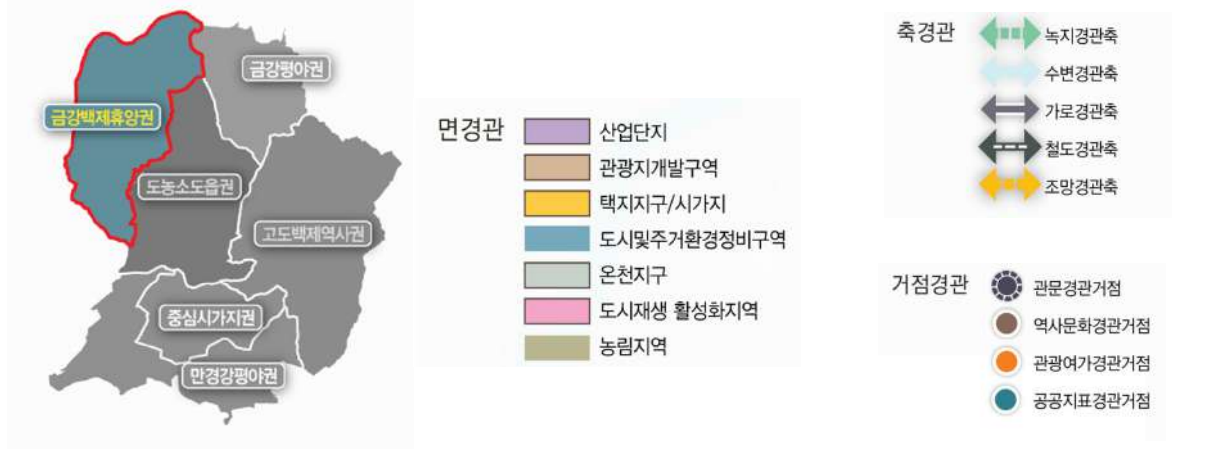 금강평야권
금강백제휴양권
도농소도읍권
고도백제역사권
중심시가지권
만경강평야권
면경관
산업단지
관광지개발구역
택지지구/시가지
도시및주거환경정비구역
온천지구
도시재생 활성화지역
농림지역
축경관
녹지경관축
수변경관축
가로경관축
철도경관축
조망경관축
거점경관
관문경관거점
역사문화경관거점
관광여가경관거점
공공지표경관거점